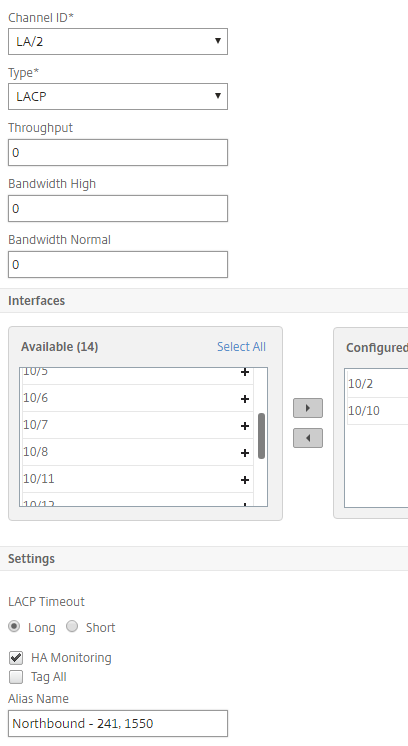 Channel ID*
LA/2
Type*
LACP
Throughput
0
Bandwidth High
0
Bandwidth Normal
0
Interfaces
Available (14)
Select All
10/5
10/6
10/7
10/8
10/11
10/12
Configured
10/2
10/10
Settings
LACP Timeout
Long
Short
HA Monitoring
Tag All
Alias Name
Northbound - 241, 1550